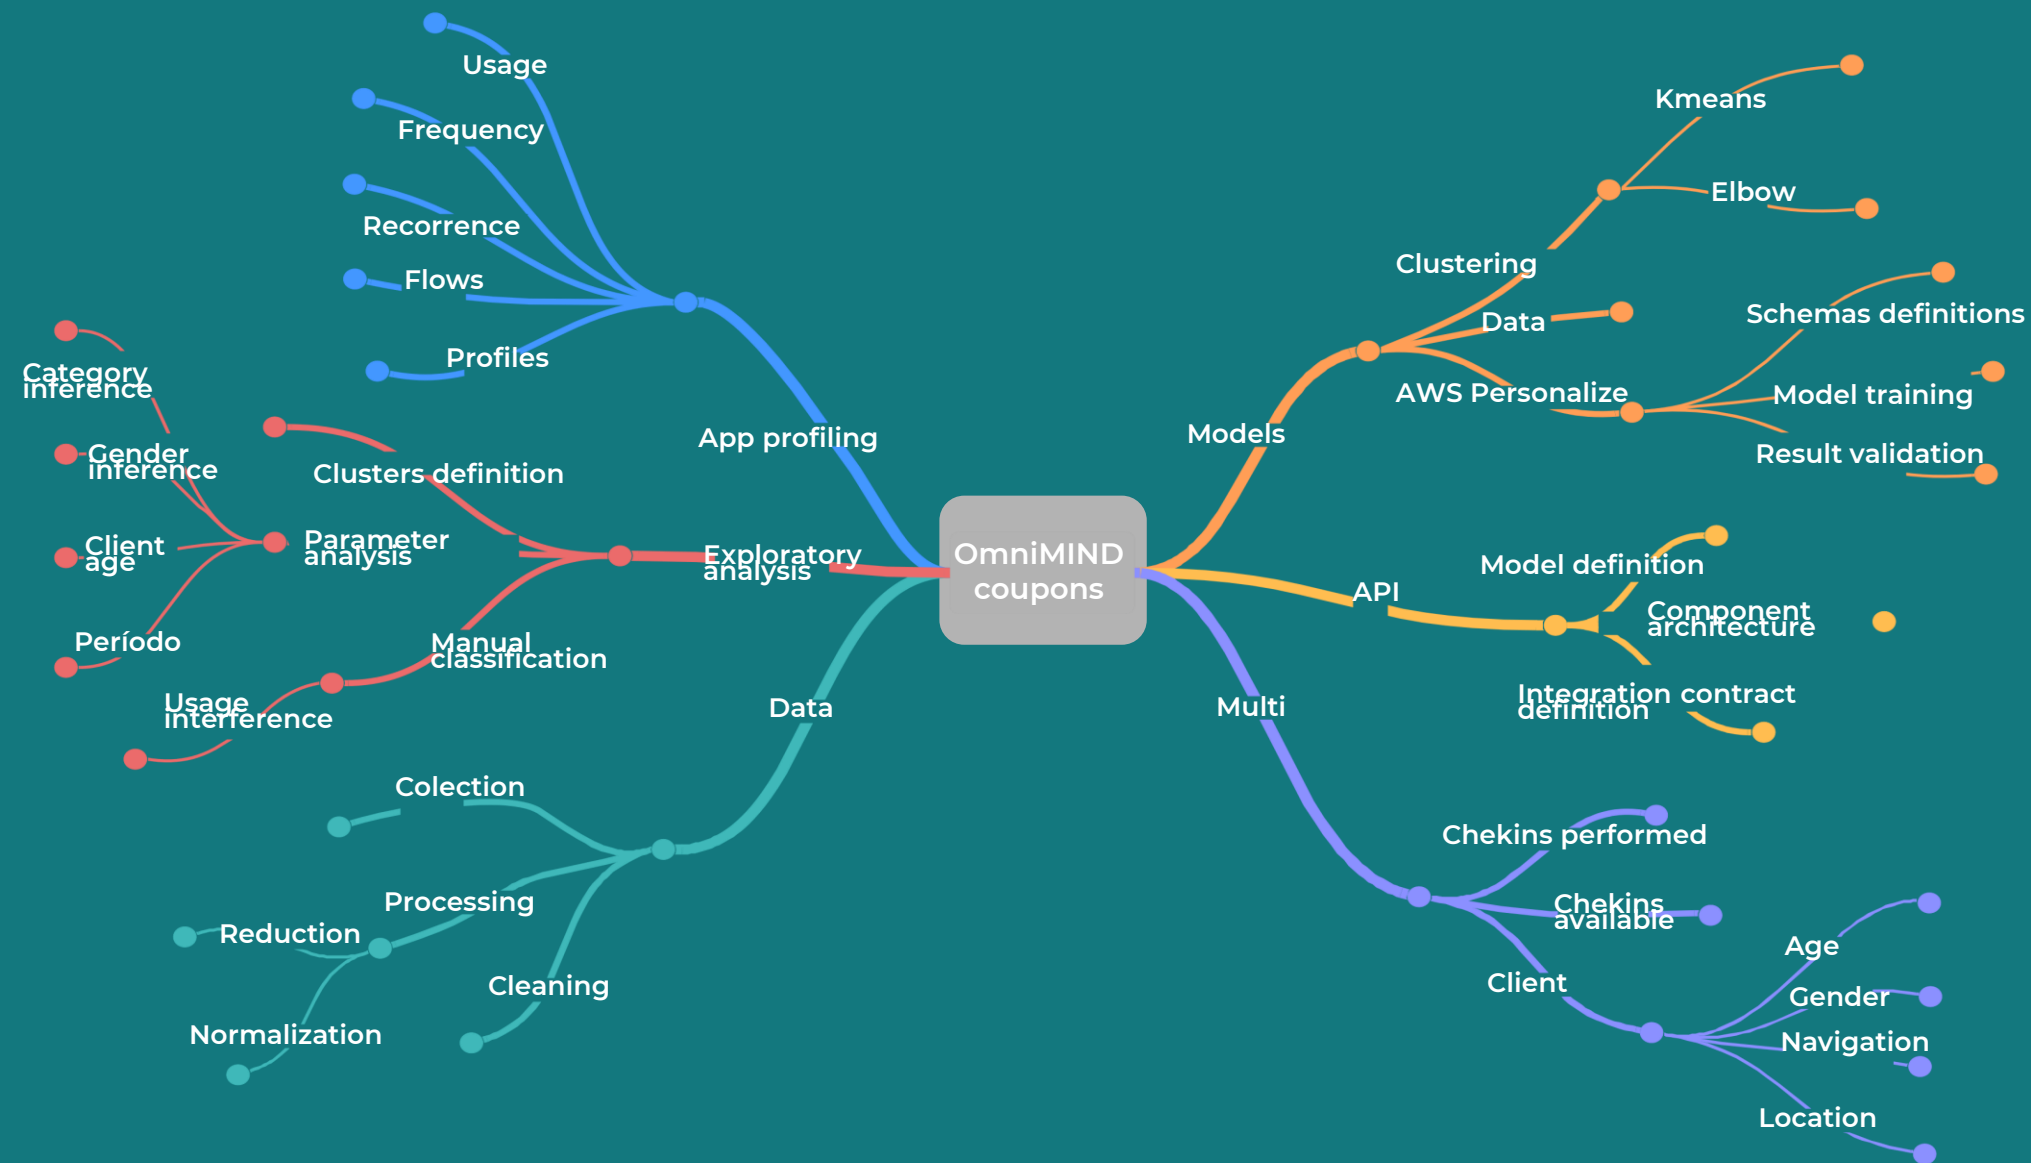 Usage
Frequency
Recorrence
Flows
Profiles
App profiling
Category
inference
Gender
inference
Client
age
Período
Parameter
analysis
Clusters definition
Exploratory
analysis
Manual
classification
Usage
interference
Data
Colection
Processing
Reduction
Normalization
Cleaning
OmniMIND
coupons
Models
Clustering
Kmeans
Elbow
Data
AWS Personalize
Schemas definitions
Model training
Result validation
API
Model definition
Component
architecture
Integration contract
definition
Multi
Chekins performed
Chekins
available
Client
Age
Gender
Navigation
Location